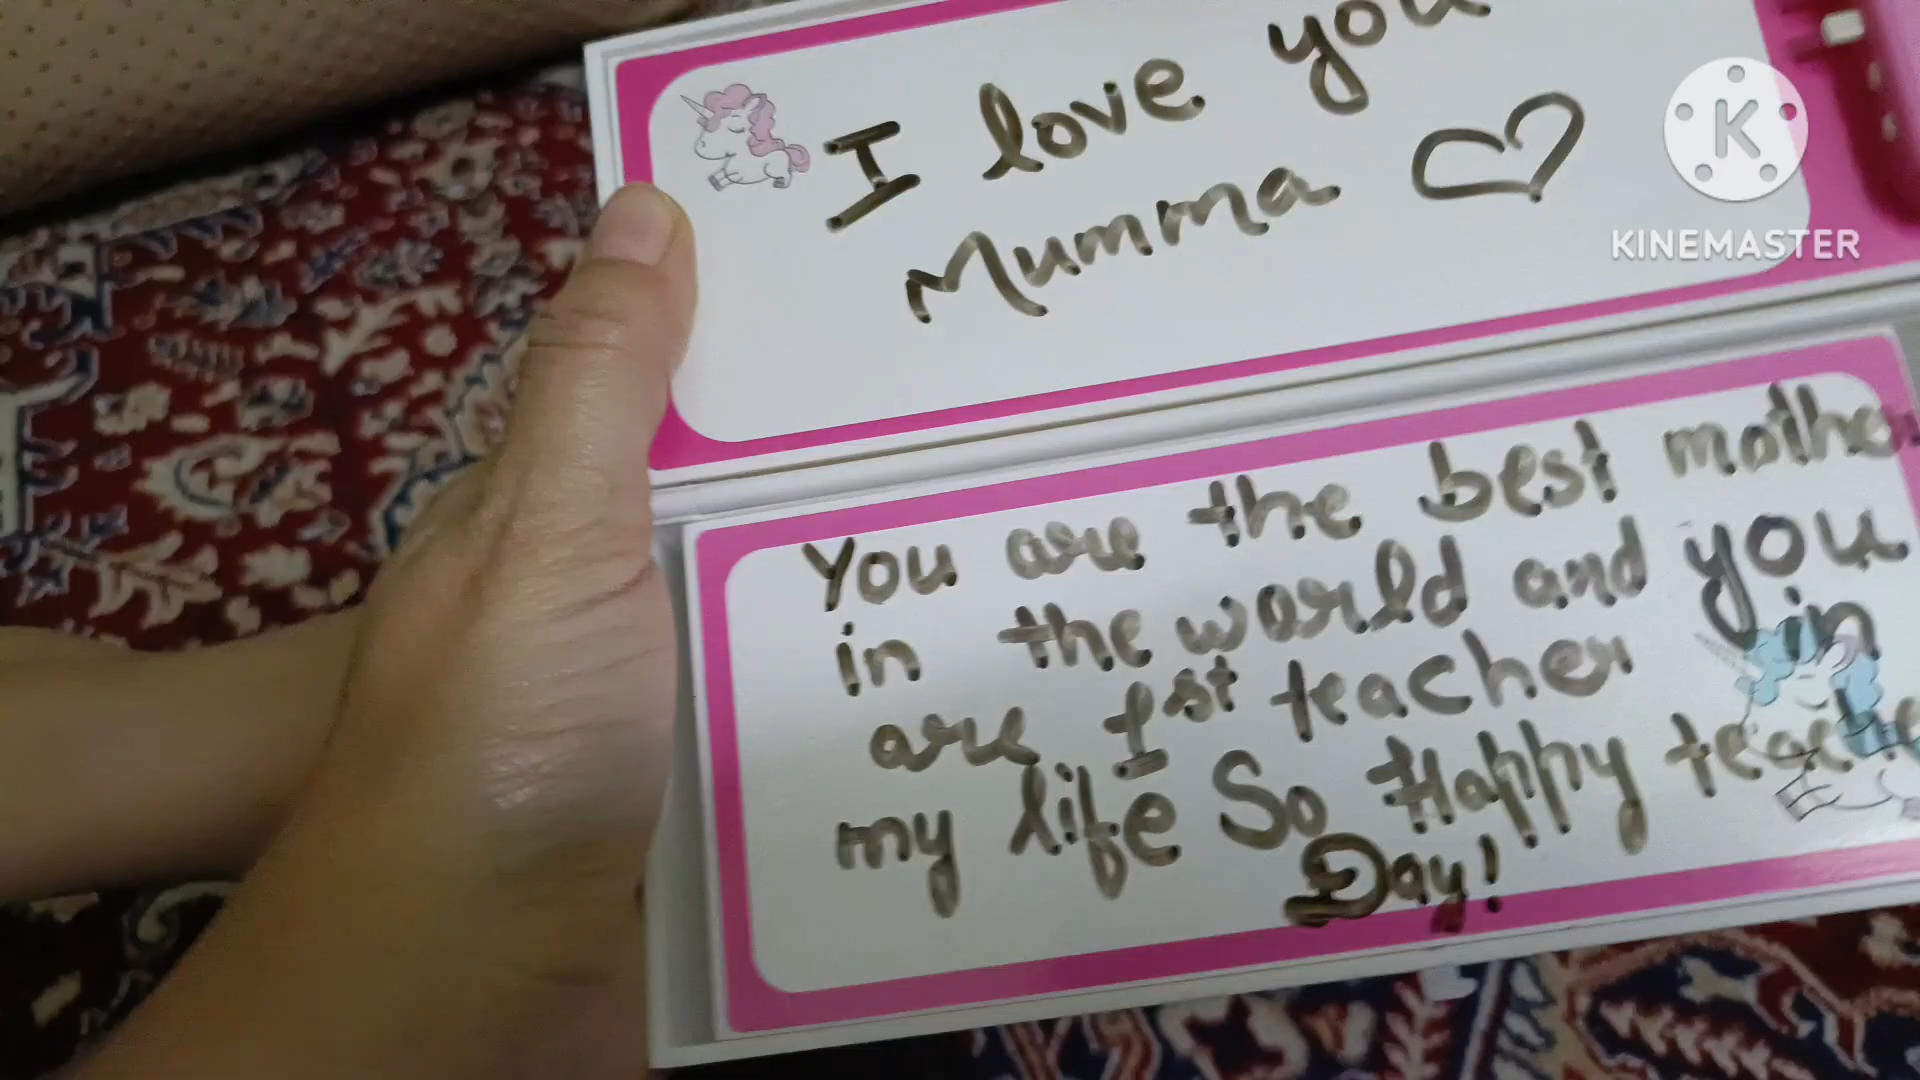 I love you
Mumma
KINEMASTER
You are the best mother
in the world and you
are 1st teacher in
my life So Happy teache
Day!